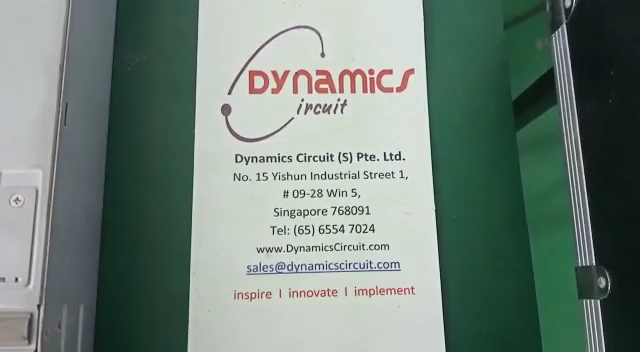 DYNAMICS
ircuit
Dynamics Circuit (S) Pte. Ltd.
No. 15 Yishun Industrial Street 1,
# 09-28 Win 5,
Singapore 768091
Tel: (65) 6554 7024
www.DynamicsCircuit.com
sales@dynamicscircuit.com
inspire I innovate I implement